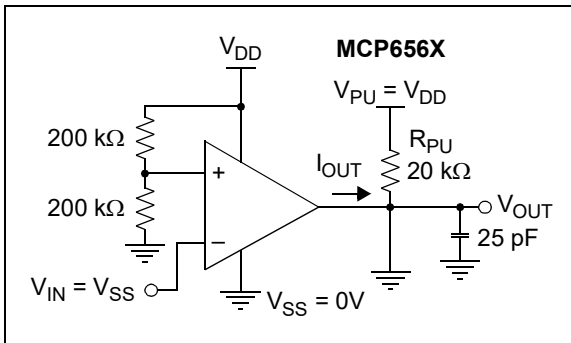 V_DD
MCP656X
V_PU = V_DD
200 kΩ
R_PU
20 kΩ
I_OUT
+
200 kΩ
V_OUT
−
25 pF
V_IN = V_SS
V_SS = 0V